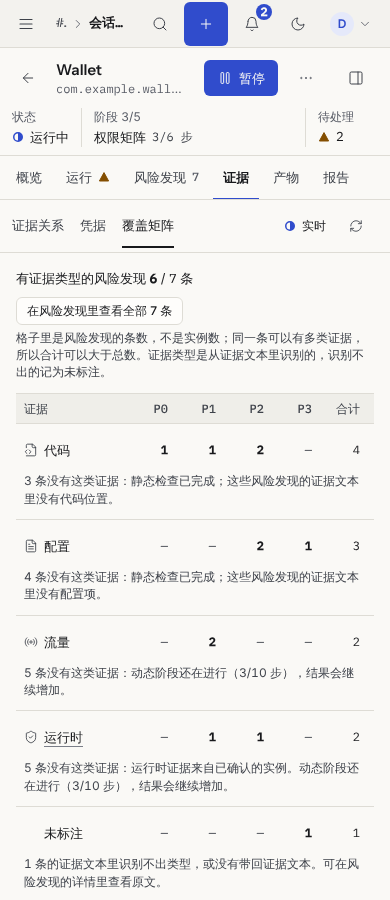 #. 会话…
2
D
Wallet
com.example.wall…
暂停
状态
运行中
阶段 3/5
权限矩阵 3/6 步
待处理
2
概览 运行 风险发现 7 证据 产物 报告
证据关系 凭据 覆盖矩阵 实时
有证据类型的风险发现 6 / 7 条
在风险发现里查看全部 7 条
格子里是风险发现的条数，不是实例数；同一条可以有多类证据，
所以合计可以大于总数。证据类型是从证据文本里识别的，识别不
出的记为未标注。
证据 P0 P1 P2 P3 合计
代码 1 1 2 — 4
3 条没有这类证据：静态检查已完成；这些风险发现的证据文本
里没有代码位置。
配置 — — 2 1 3
4 条没有这类证据：静态检查已完成；这些风险发现的证据文本
里没有配置项。
流量 — 2 — — 2
5 条没有这类证据：动态阶段还在进行（3/10 步），结果会继
续增加。
运行时 — 1 1 — 2
5 条没有这类证据：运行时证据来自已确认的实例。动态阶段还
在进行（3/10 步），结果会继续增加。
未标注 — — — 1 1
1 条的证据文本里识别不出类型，或没有带回证据文本。可在风
险发现的详情里查看原文。